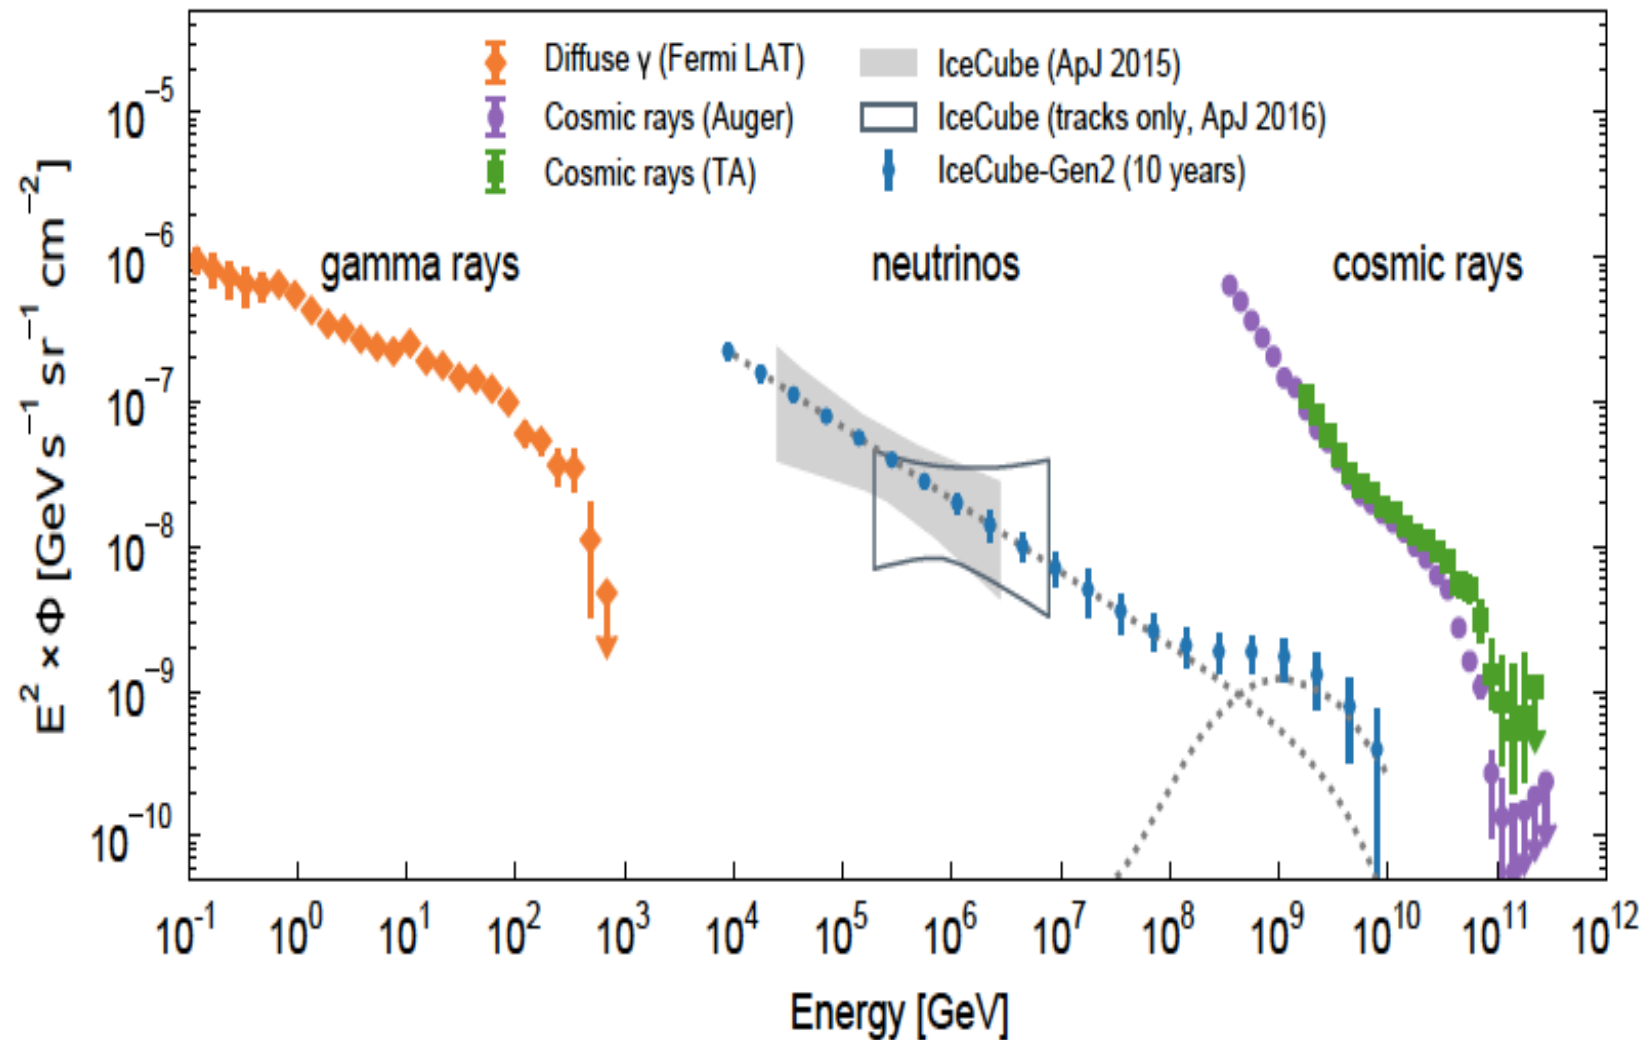 Diffuse γ (Fermi LAT)
Cosmic rays (Auger)
Cosmic rays (TA)
IceCube (ApJ 2015)
IceCube (tracks only, ApJ 2016)
IceCube-Gen2 (10 years)
gamma rays
neutrinos
cosmic rays
E² × Φ [GeV s⁻¹ sr⁻¹ cm⁻²]
10⁻⁵
10⁻⁶
10⁻⁷
10⁻⁸
10⁻⁹
10⁻¹⁰
10⁻¹ 10⁰ 10¹ 10² 10³ 10⁴ 10⁵ 10⁶ 10⁷ 10⁸ 10⁹ 10¹⁰ 10¹¹ 10¹²
Energy [GeV]